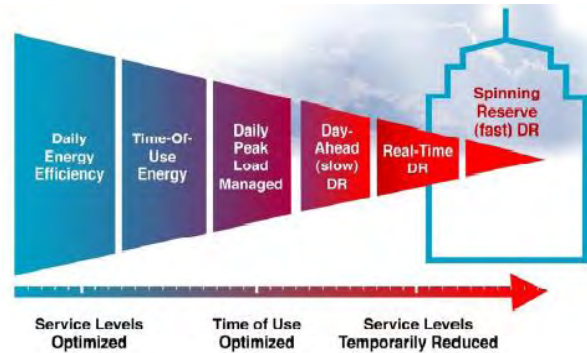 Daily
Energy
Efficiency
Time-Of-
Use
Energy
Daily
Peak
Load
Managed
Day-
Ahead
(slow)
DR
Real-Time
DR
Spinning
Reserve
(fast) DR
Service Levels
Optimized
Time of Use
Optimized
Service Levels
Temporarily Reduced